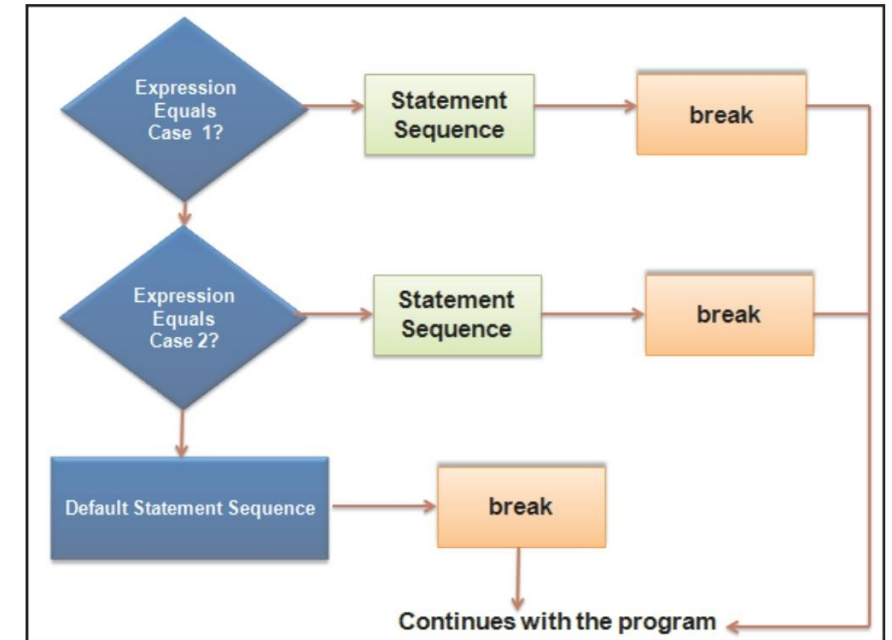 Expression
Equals
Case 1?
Statement
Sequence
break
Expression
Equals
Case 2?
Statement
Sequence
break
Default Statement Sequence
break
Continues with the program